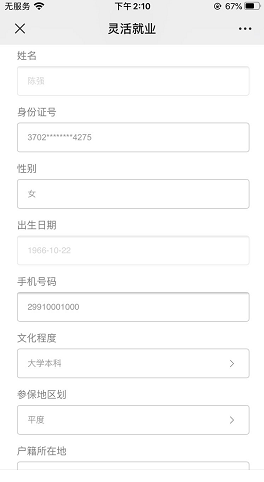 无服务 下午 2:10 67%
灵活就业
姓名
陈强
身份证号
3702********4275
性别
女
出生日期
1966-10-22
手机号码
29910001000
文化程度
大学本科
参保地区划
平度
户籍所在地